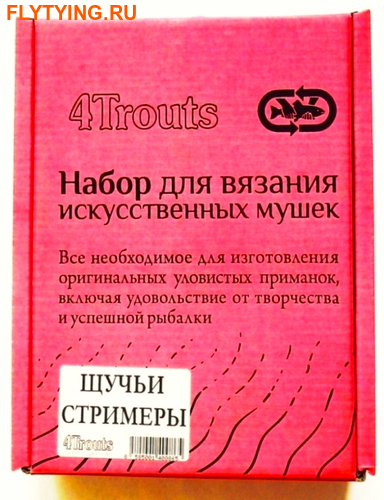 FLYTYING.RU
4Trouts
Набор для вязания
искусственных мушек
Все необходимое для изготовления
оригинальных уловистых приманок,
включая удовольствие от творчества
и успешной рыбалки
ЩУЧЬИ
СТРИМЕРЫ
4Trouts